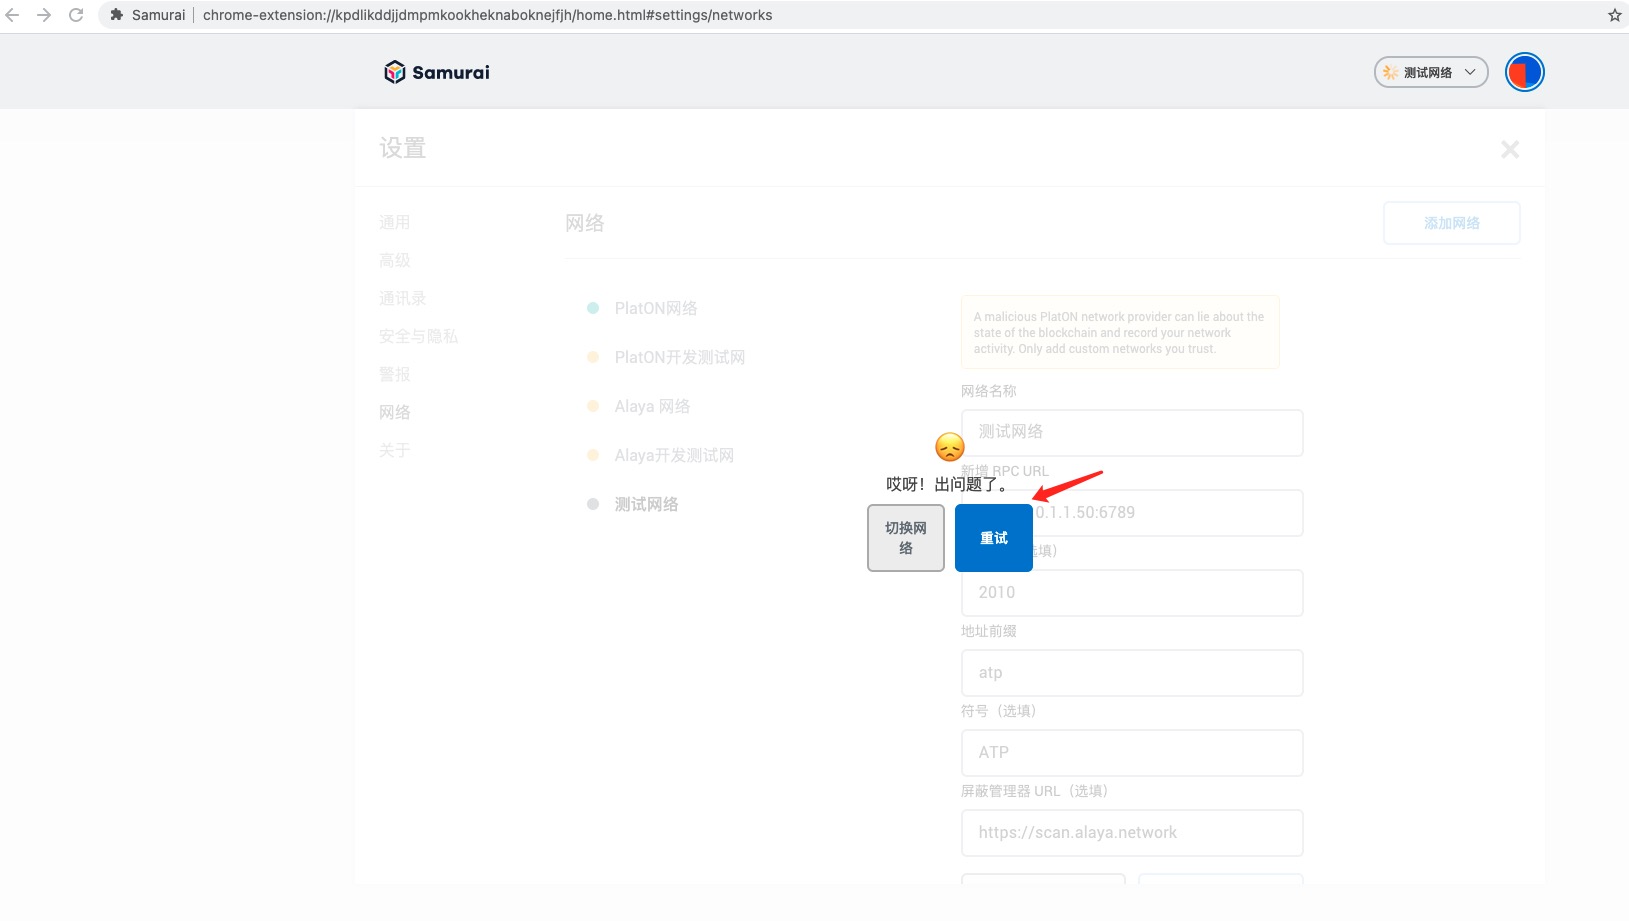 Samurai
chrome-extension://kpdlikddjjdmpmkookheknaboknejfjh/home.html#settings/networks
Samurai
测试网络
设置
通用
高级
通讯录
安全与隐私
警报
网络
关于
网络
添加网络
PlatON网络
PlatON开发测试网
Alaya 网络
Alaya开发测试网
测试网络
A malicious PlatON network provider can lie about the
state of the blockchain and record your network
activity. Only add custom networks you trust.
网络名称
测试网络
新增 RPC URL
哎呀！出问题了。
切换网
络
重试
0.1.1.50:6789
选填）
2010
地址前缀
atp
符号（选填）
ATP
屏蔽管理器 URL（选填）
https://scan.alaya.network